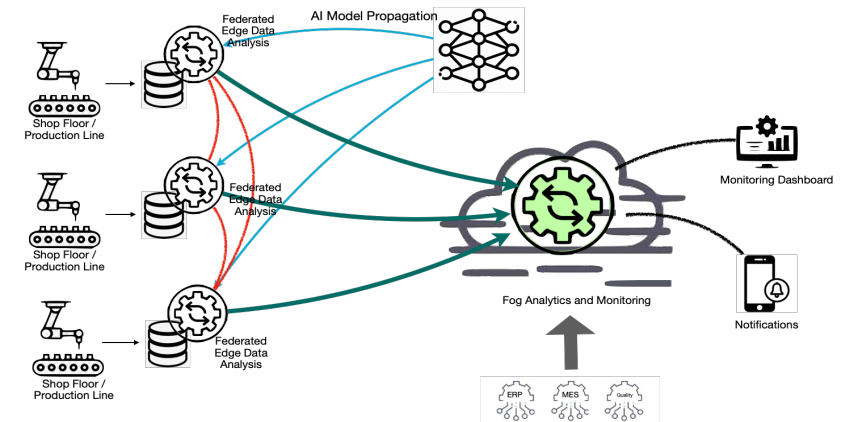 Federated
Edge Data
Analysis
AI Model Propagation
Shop Floor /
Production Line
Federated
Edge Data
Analysis
Monitoring Dashboard
Shop Floor /
Production Line
Fog Analytics and Monitoring
Notifications
Federated
Edge Data
Analysis
Shop Floor /
Production Line
ERP
MES
Quality